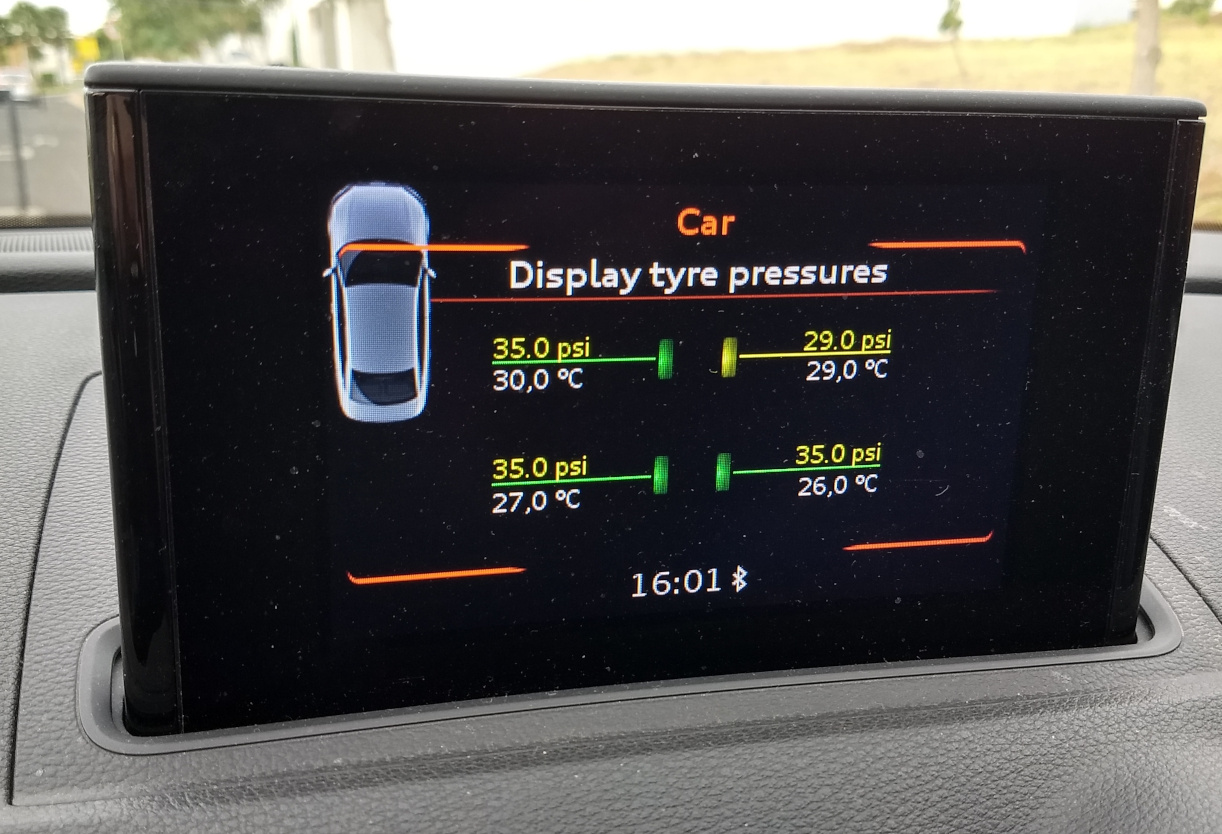 Car
Display tyre pressures
35.0 psi 29.0 psi
30,0 °C 29,0 °C
35.0 psi 35.0 psi
27,0 °C 26,0 °C
16:01